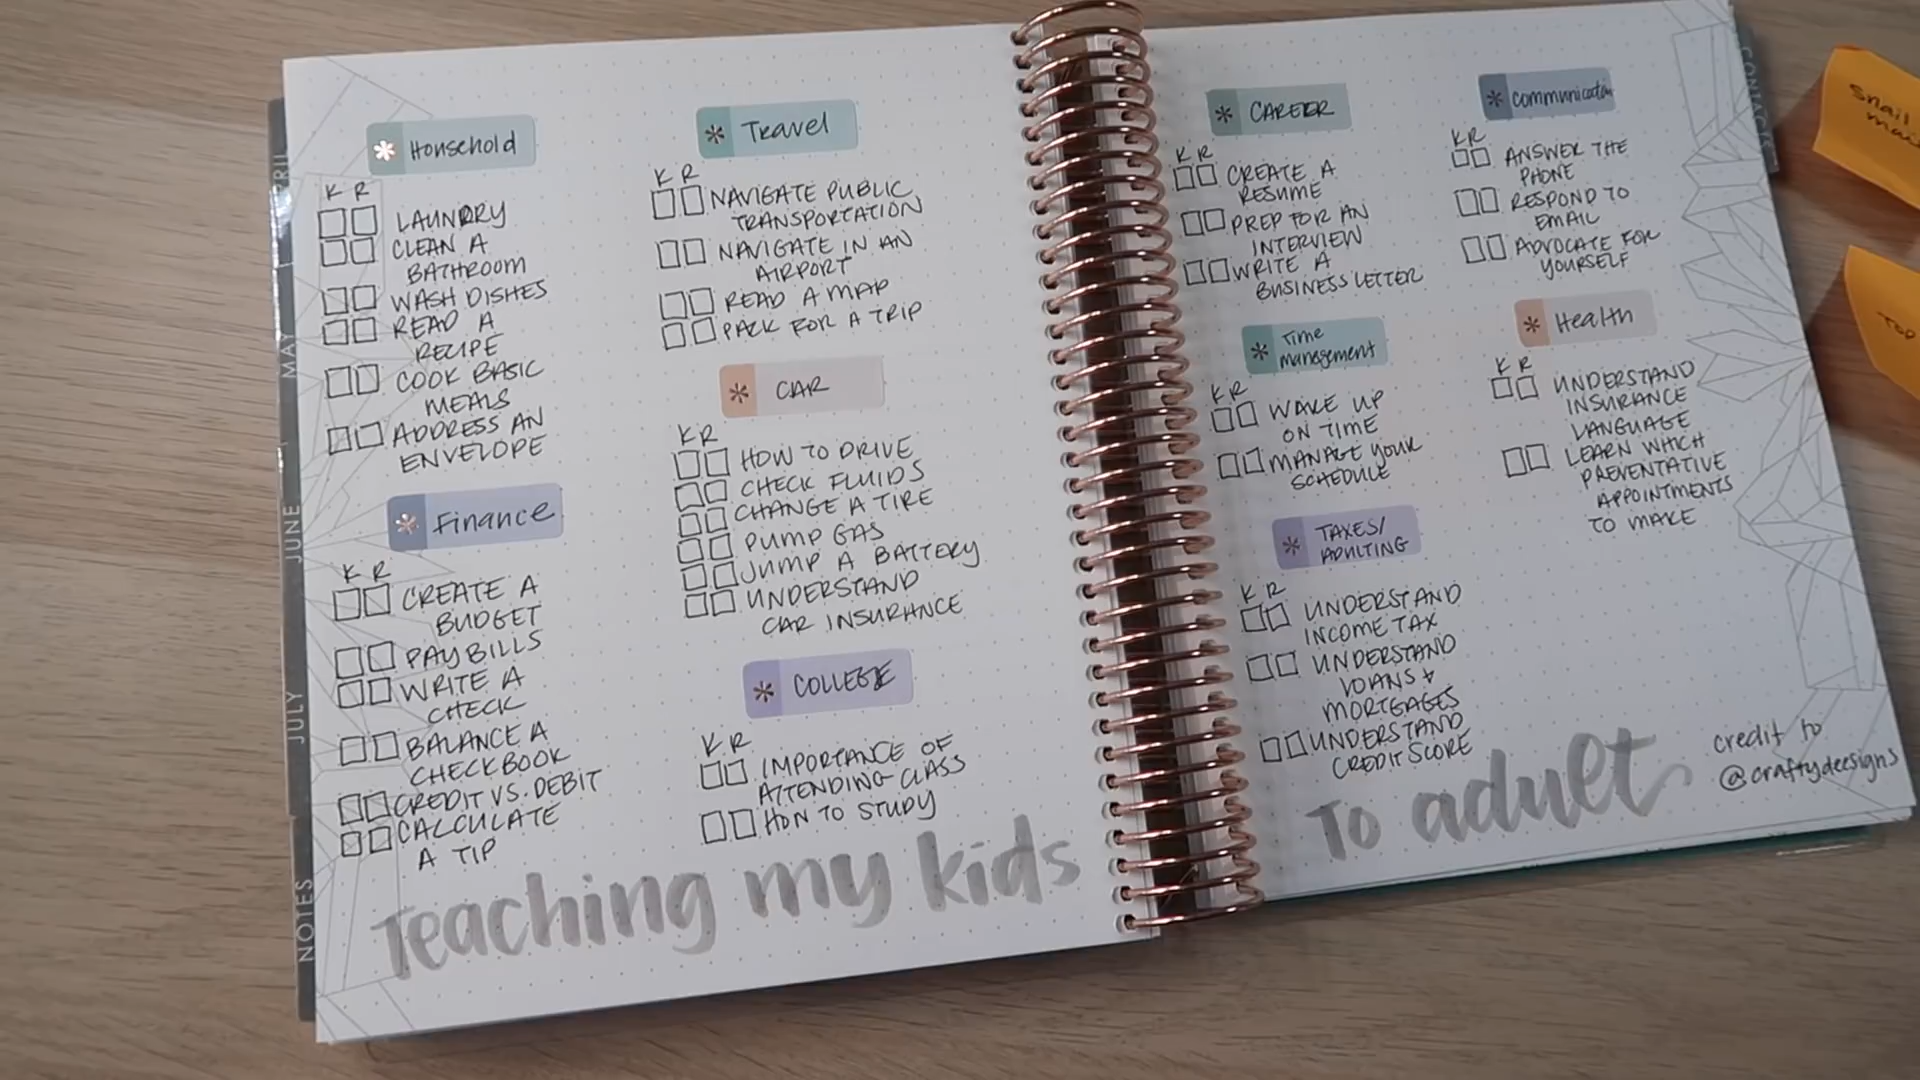 APRIL
MAY
JUNE
JULY
NOTES
* Household
K R
LAUNDRY
CLEAN A
BATHROOM
WASH DISHES
READ A
RECIPE
COOK BASIC
MEALS
ADDRESS AN
ENVELOPE
* Finance
K R
CREATE A
BUDGET
PAY BILLS
WRITE A
CHECK
BALANCE A
CHECKBOOK
CREDIT VS. DEBIT
CALCULATE
A TIP
* Travel
K R
NAVIGATE PUBLIC
TRANSPORTATION
NAVIGATE IN AN
AIRPORT
READ A MAP
PACK FOR A TRIP
* CAR
K R
HOW TO DRIVE
CHECK FLUIDS
CHANGE A TIRE
PUMP GAS
JUMP A BATTERY
UNDERSTAND
CAR INSURANCE
* COLLEGE
K R
IMPORTANCE OF
ATTENDING CLASS
HOW TO STUDY
Teaching my kids
* CAREER
K R
CREATE A
RESUME
PREP FOR AN
INTERVIEW
WRITE A
BUSINESS LETTER
* Time
management
K R
WAKE UP
ON TIME
MANAGE YOUR
SCHEDULE
* TAXES/
ADULTING
K R
UNDERSTAND
INCOME TAX
UNDERSTAND
LOANS +
MORTGAGES
UNDERSTAND
CREDIT SCORE
* Communication
K R
ANSWER THE
PHONE
RESPOND TO
EMAIL
ADVOCATE FOR
YOURSELF
* Health
K R
UNDERSTAND
INSURANCE
LANGUAGE
LEARN WHICH
PREVENTATIVE
APPOINTMENTS
TO MAKE
To adult
credit to
@craftydeesigns
Snail